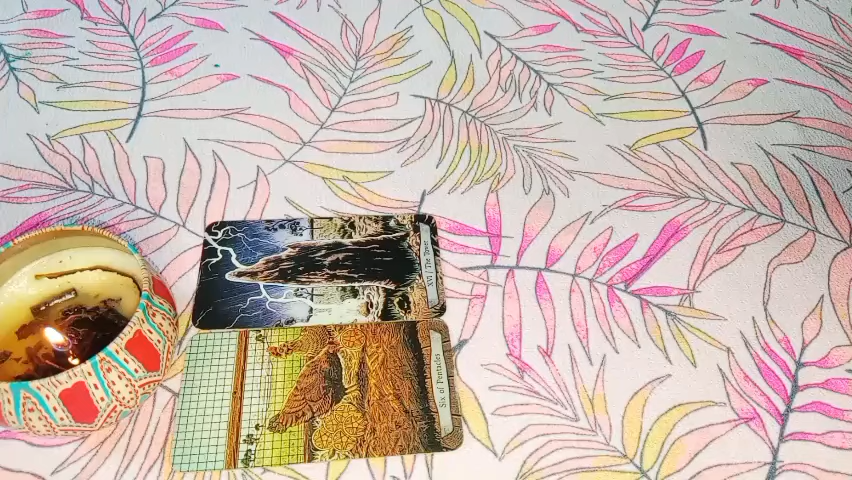 XVI / The Tower
Six of Pentacles